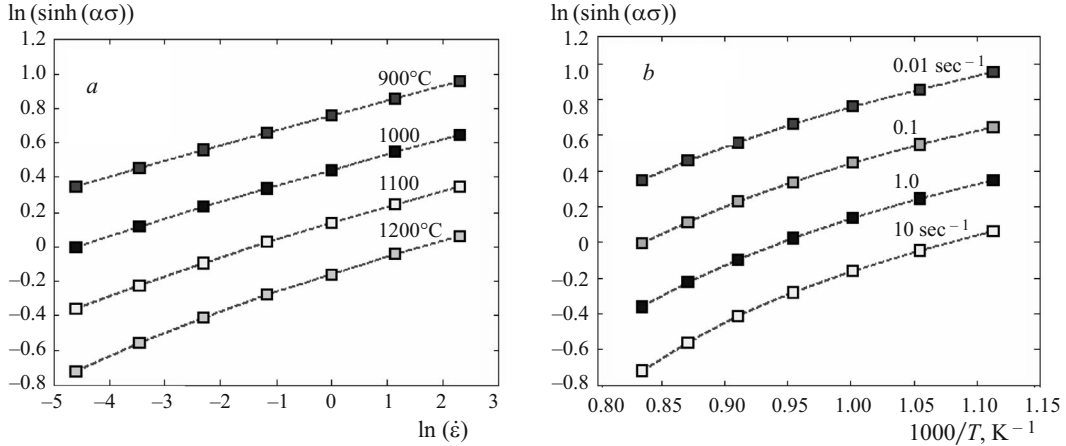 ln (sinh (ασ))
1.2
1.0
0.8
0.6
0.4
0.2
0
–0.2
–0.4
–0.6
–0.8
a
900°C
1000
1100
1200°C
–5 –4 –3 –2 –1 0 1 2 3
ln (ε̇)
ln (sinh (ασ))
1.2
1.0
0.8
0.6
0.4
0.2
0
–0.2
–0.4
–0.6
–0.8
b
0.01 sec⁻¹
0.1
1.0
10 sec⁻¹
0.80 0.85 0.90 0.95 1.00 1.05 1.10 1.15
1000/T, K⁻¹